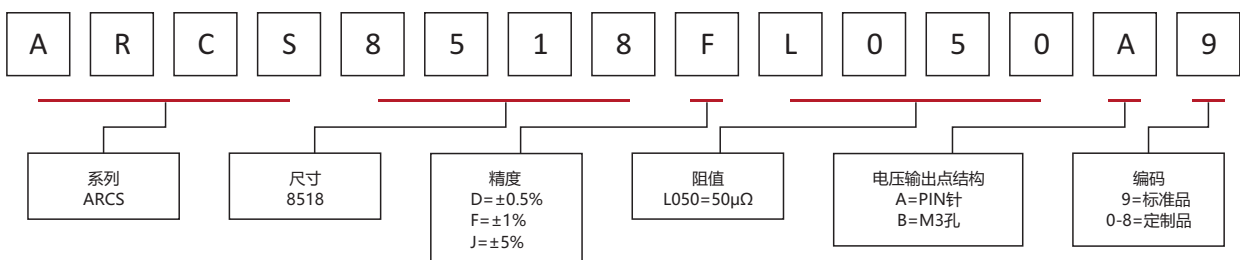 A R C S 8 5 1 8 F L 0 5 0 A 9
系列
ARCS
尺寸
8518
精度
D=±0.5%
F=±1%
J=±5%
阻值
L050=50μΩ
电压输出点结构
A=PIN针
B=M3孔
编码
9=标准品
0-8=定制品